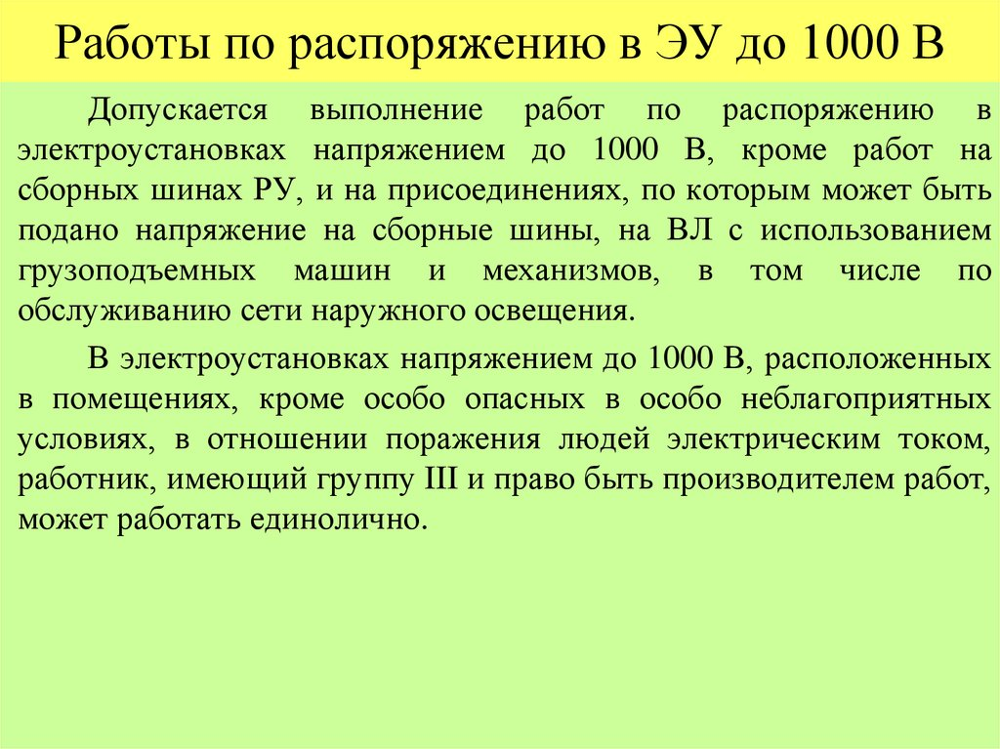 Работы по распоряжению в ЭУ до 1000 В
Допускается выполнение работ по распоряжению в
электроустановках напряжением до 1000 В, кроме работ на
сборных шинах РУ, и на присоединениях, по которым может быть
подано напряжение на сборные шины, на ВЛ с использованием
грузоподъемных машин и механизмов, в том числе по
обслуживанию сети наружного освещения.
В электроустановках напряжением до 1000 В, расположенных
в помещениях, кроме особо опасных в особо неблагоприятных
условиях, в отношении поражения людей электрическим током,
работник, имеющий группу III и право быть производителем работ,
может работать единолично.